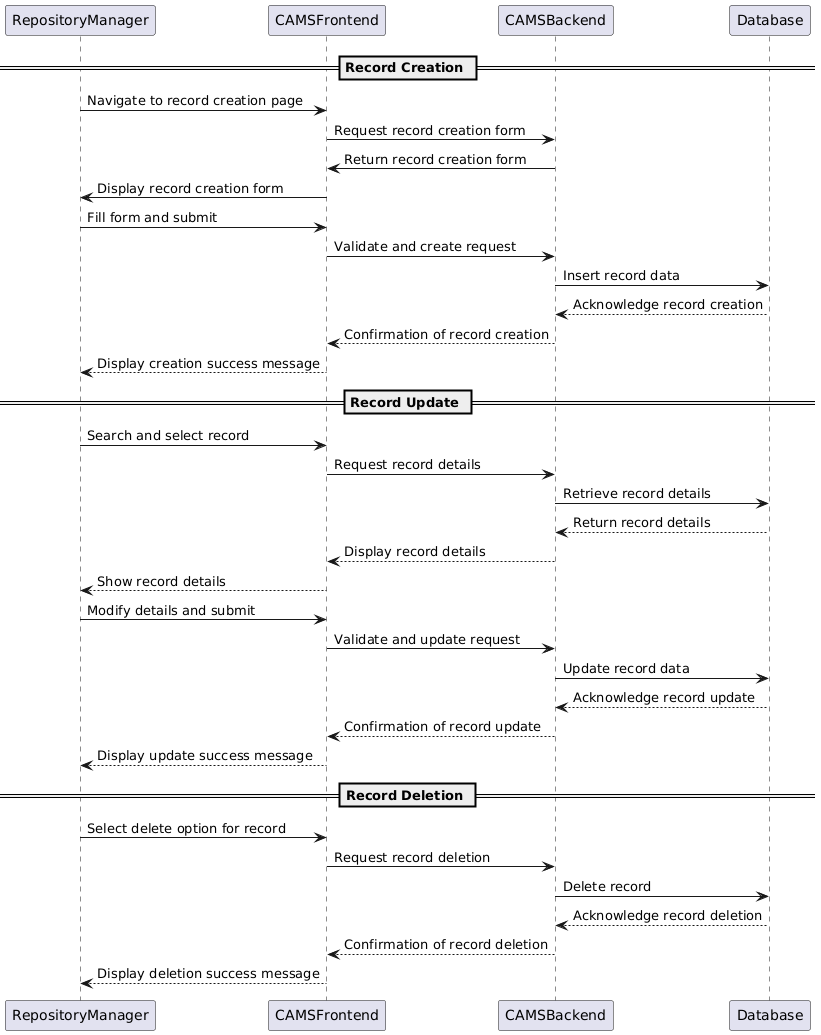 RepositoryManager CAMSFrontend CAMSBackend Database
Record Creation
Navigate to record creation page
Request record creation form
Return record creation form
Display record creation form
Fill form and submit
Validate and create request
Insert record data
Acknowledge record creation
Confirmation of record creation
Display creation success message
Record Update
Search and select record
Request record details
Retrieve record details
Return record details
Display record details
Show record details
Modify details and submit
Validate and update request
Update record data
Acknowledge record update
Confirmation of record update
Display update success message
Record Deletion
Select delete option for record
Request record deletion
Delete record
Acknowledge record deletion
Confirmation of record deletion
Display deletion success message
RepositoryManager CAMSFrontend CAMSBackend Database